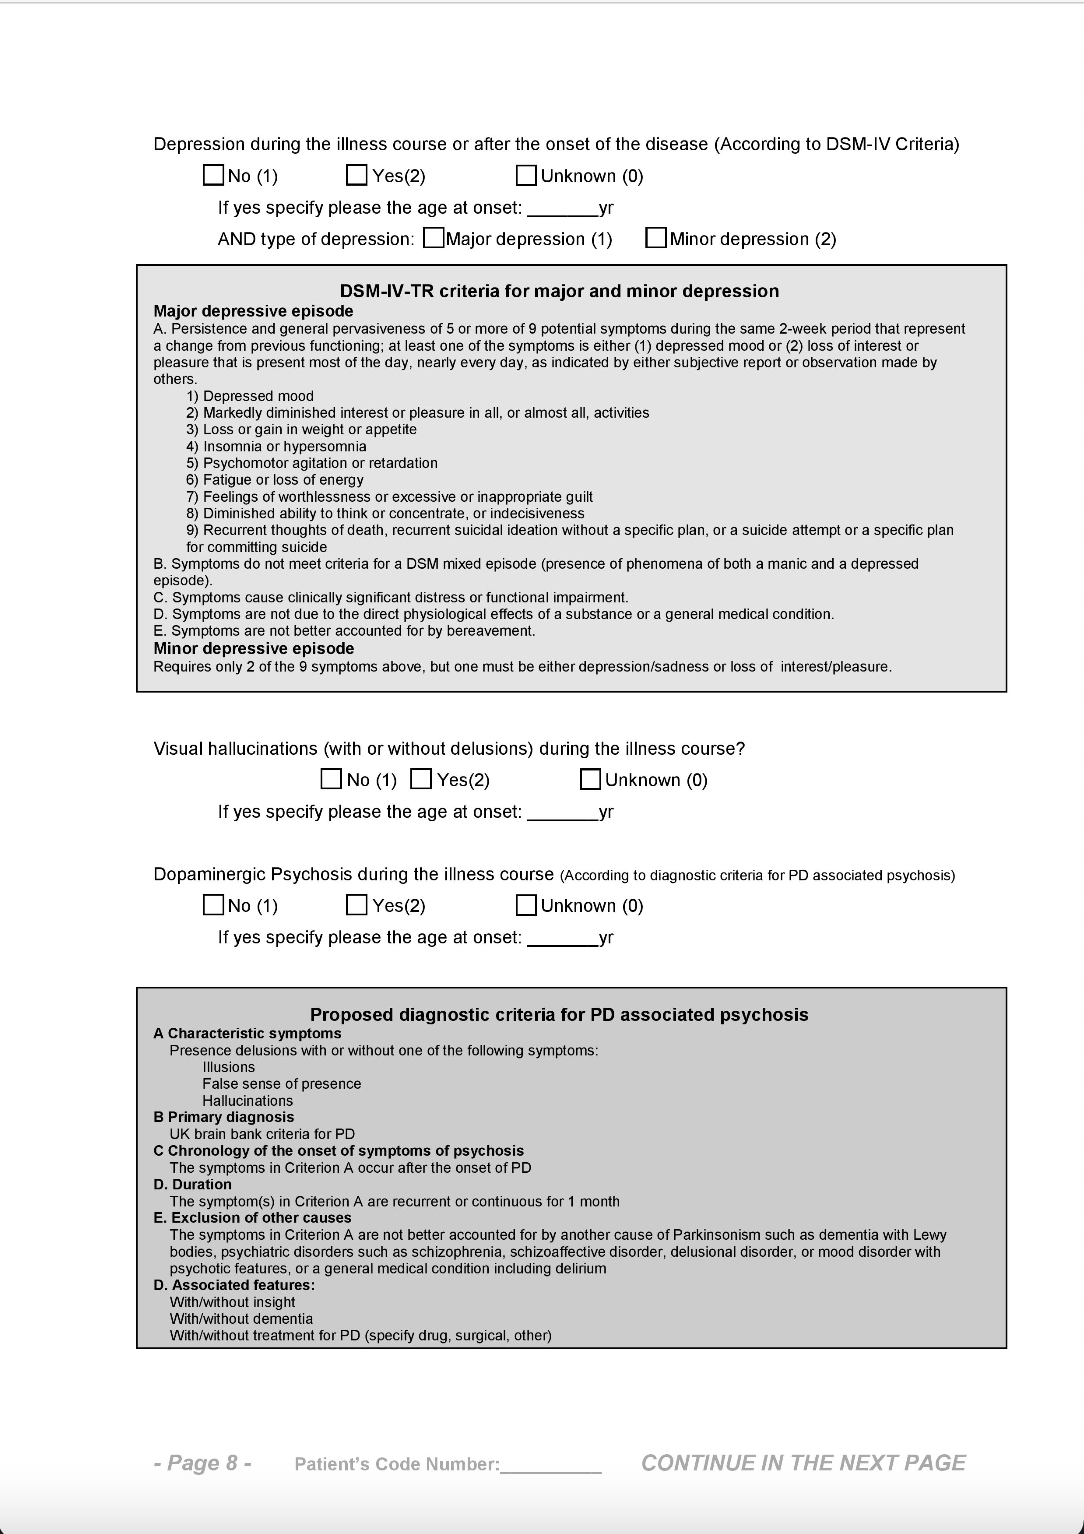 Depression during the illness course or after the onset of the disease (According to DSM-IV Criteria)
No (1) Yes(2) Unknown (0)
If yes specify please the age at onset: _______yr
AND type of depression: Major depression (1) Minor depression (2)
DSM-IV-TR criteria for major and minor depression
Major depressive episode
A. Persistence and general pervasiveness of 5 or more of 9 potential symptoms during the same 2-week period that represent
a change from previous functioning; at least one of the symptoms is either (1) depressed mood or (2) loss of interest or
pleasure that is present most of the day, nearly every day, as indicated by either subjective report or observation made by
others.
1) Depressed mood
2) Markedly diminished interest or pleasure in all, or almost all, activities
3) Loss or gain in weight or appetite
4) Insomnia or hypersomnia
5) Psychomotor agitation or retardation
6) Fatigue or loss of energy
7) Feelings of worthlessness or excessive or inappropriate guilt
8) Diminished ability to think or concentrate, or indecisiveness
9) Recurrent thoughts of death, recurrent suicidal ideation without a specific plan, or a suicide attempt or a specific plan
for committing suicide
B. Symptoms do not meet criteria for a DSM mixed episode (presence of phenomena of both a manic and a depressed
episode).
C. Symptoms cause clinically significant distress or functional impairment.
D. Symptoms are not due to the direct physiological effects of a substance or a general medical condition.
E. Symptoms are not better accounted for by bereavement.
Minor depressive episode
Requires only 2 of the 9 symptoms above, but one must be either depression/sadness or loss of  interest/pleasure.
Visual hallucinations (with or without delusions) during the illness course?
No (1) Yes(2) Unknown (0)
If yes specify please the age at onset: _______yr
Dopaminergic Psychosis during the illness course (According to diagnostic criteria for PD associated psychosis)
No (1) Yes(2) Unknown (0)
If yes specify please the age at onset: _______yr
Proposed diagnostic criteria for PD associated psychosis
A Characteristic symptoms
Presence delusions with or without one of the following symptoms:
Illusions
False sense of presence
Hallucinations
B Primary diagnosis
UK brain bank criteria for PD
C Chronology of the onset of symptoms of psychosis
The symptoms in Criterion A occur after the onset of PD
D. Duration
The symptom(s) in Criterion A are recurrent or continuous for 1 month
E. Exclusion of other causes
The symptoms in Criterion A are not better accounted for by another cause of Parkinsonism such as dementia with Lewy
bodies, psychiatric disorders such as schizophrenia, schizoaffective disorder, delusional disorder, or mood disorder with
psychotic features, or a general medical condition including delirium
D. Associated features:
With/without insight
With/without dementia
With/without treatment for PD (specify drug, surgical, other)
- Page 8 - Patient’s Code Number:__________ CONTINUE IN THE NEXT PAGE